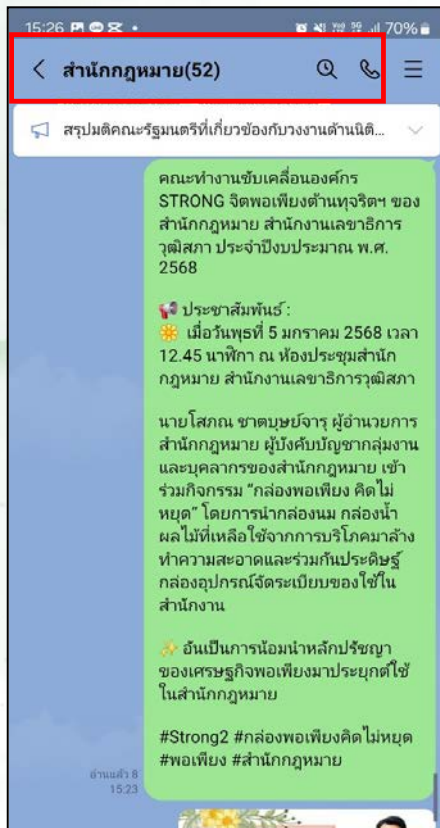 15:26 70%
สำนักกฎหมาย(52)
สรุปมติคณะรัฐมนตรีที่เกี่ยวข้องกับวงงานด้านนิติ...
คณะทำงานขับเคลื่อนองค์กร
STRONG จิตพอเพียงต้านทุจริตฯ ของ
สำนักกฎหมาย สำนักงานเลขาธิการ
วุฒิสภา ประจำปีงบประมาณ พ.ศ.
2568
📢 ประชาสัมพันธ์ :
🌼 เมื่อวันพุธที่ 5 มกราคม 2568 เวลา
12.45 นาฬิกา ณ ห้องประชุมสำนัก
กฎหมาย สำนักงานเลขาธิการวุฒิสภา
นายโสภณ ชาตบุษย์จารุ ผู้อำนวยการ
สำนักกฎหมาย ผู้บังคับบัญชากลุ่มงาน
และบุคลากรของสำนักกฎหมาย เข้า
ร่วมกิจกรรม “กล่องพอเพียง คิดไม่
หยุด” โดยการนำกล่องนม กล่องน้ำ
ผลไม้ที่เหลือใช้จากการบริโภคมาล้าง
ทำความสะอาดและร่วมกันประดิษฐ์
กล่องอุปกรณ์จัดระเบียบของใช้ใน
สำนักงาน
✨ อันเป็นการน้อมนำหลักปรัชญา
ของเศรษฐกิจพอเพียงมาประยุกต์ใช้
ในสำนักกฎหมาย
#Strong2 #กล่องพอเพียงคิดไม่หยุด
#พอเพียง #สำนักกฎหมาย
อ่านแล้ว 8
15:23